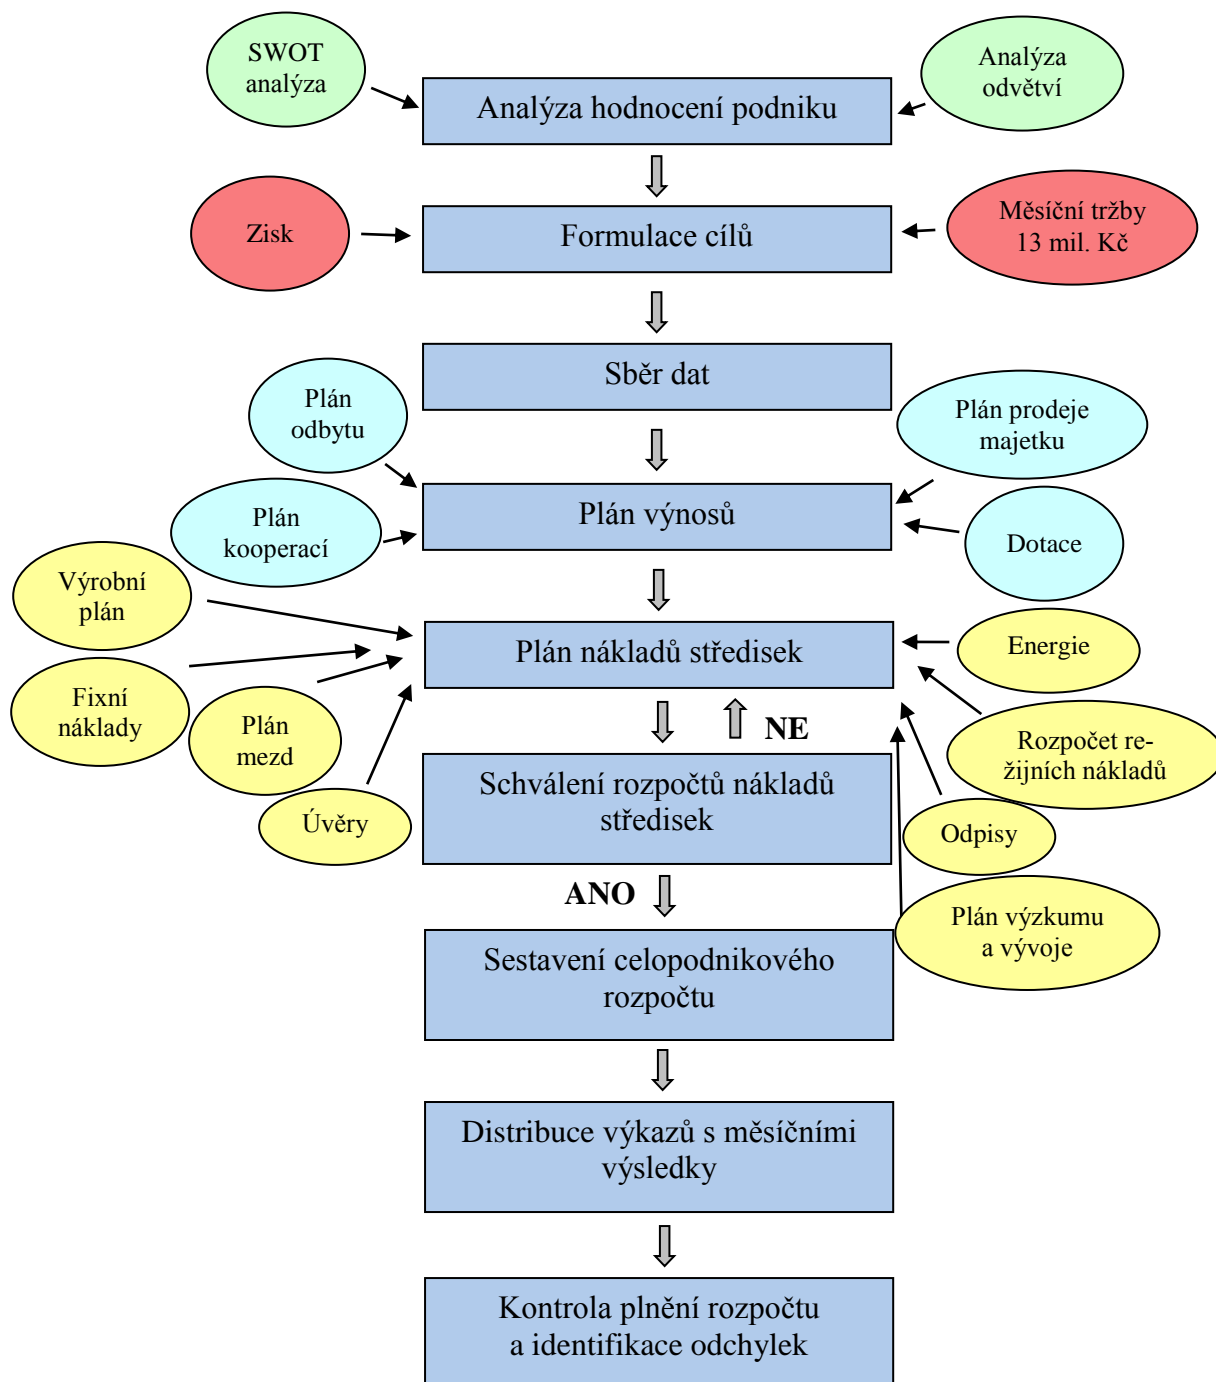 SWOT
analýza
Analýza
odvětví
Analýza hodnocení podniku
Zisk
Formulace cílů
Měsíční tržby
13 mil. Kč
Sběr dat
Plán
odbytu
Plán prodeje
majetku
Plán výnosů
Plán
kooperací
Dotace
Výrobní
plán
Plán nákladů středisek
Energie
Fixní
náklady
Plán
mezd
NE
Rozpočet re-
žijních nákladů
Úvěry
Schválení rozpočtů nákladů
středisek
Odpisy
ANO
Plán výzkumu
a vývoje
Sestavení celopodnikového
rozpočtu
Distribuce výkazů s měsíčními
výsledky
Kontrola plnění rozpočtu
a identifikace odchylek